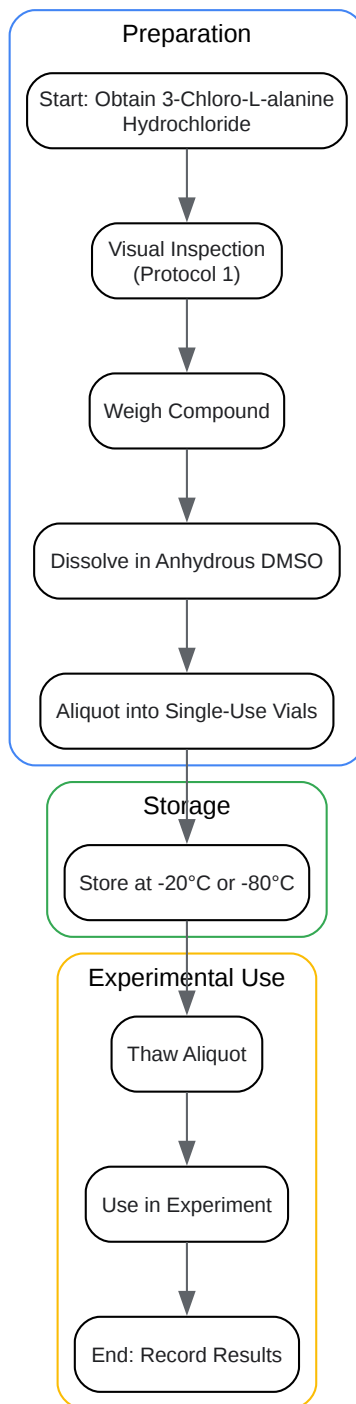 Preparation
Start: Obtain 3-Chloro-L-alanine
Hydrochloride
Visual Inspection
(Protocol 1)
Weigh Compound
Dissolve in Anhydrous DMSO
Aliquot into Single-Use Vials
Storage
Store at -20°C or -80°C
Experimental Use
Thaw Aliquot
Use in Experiment
End: Record Results